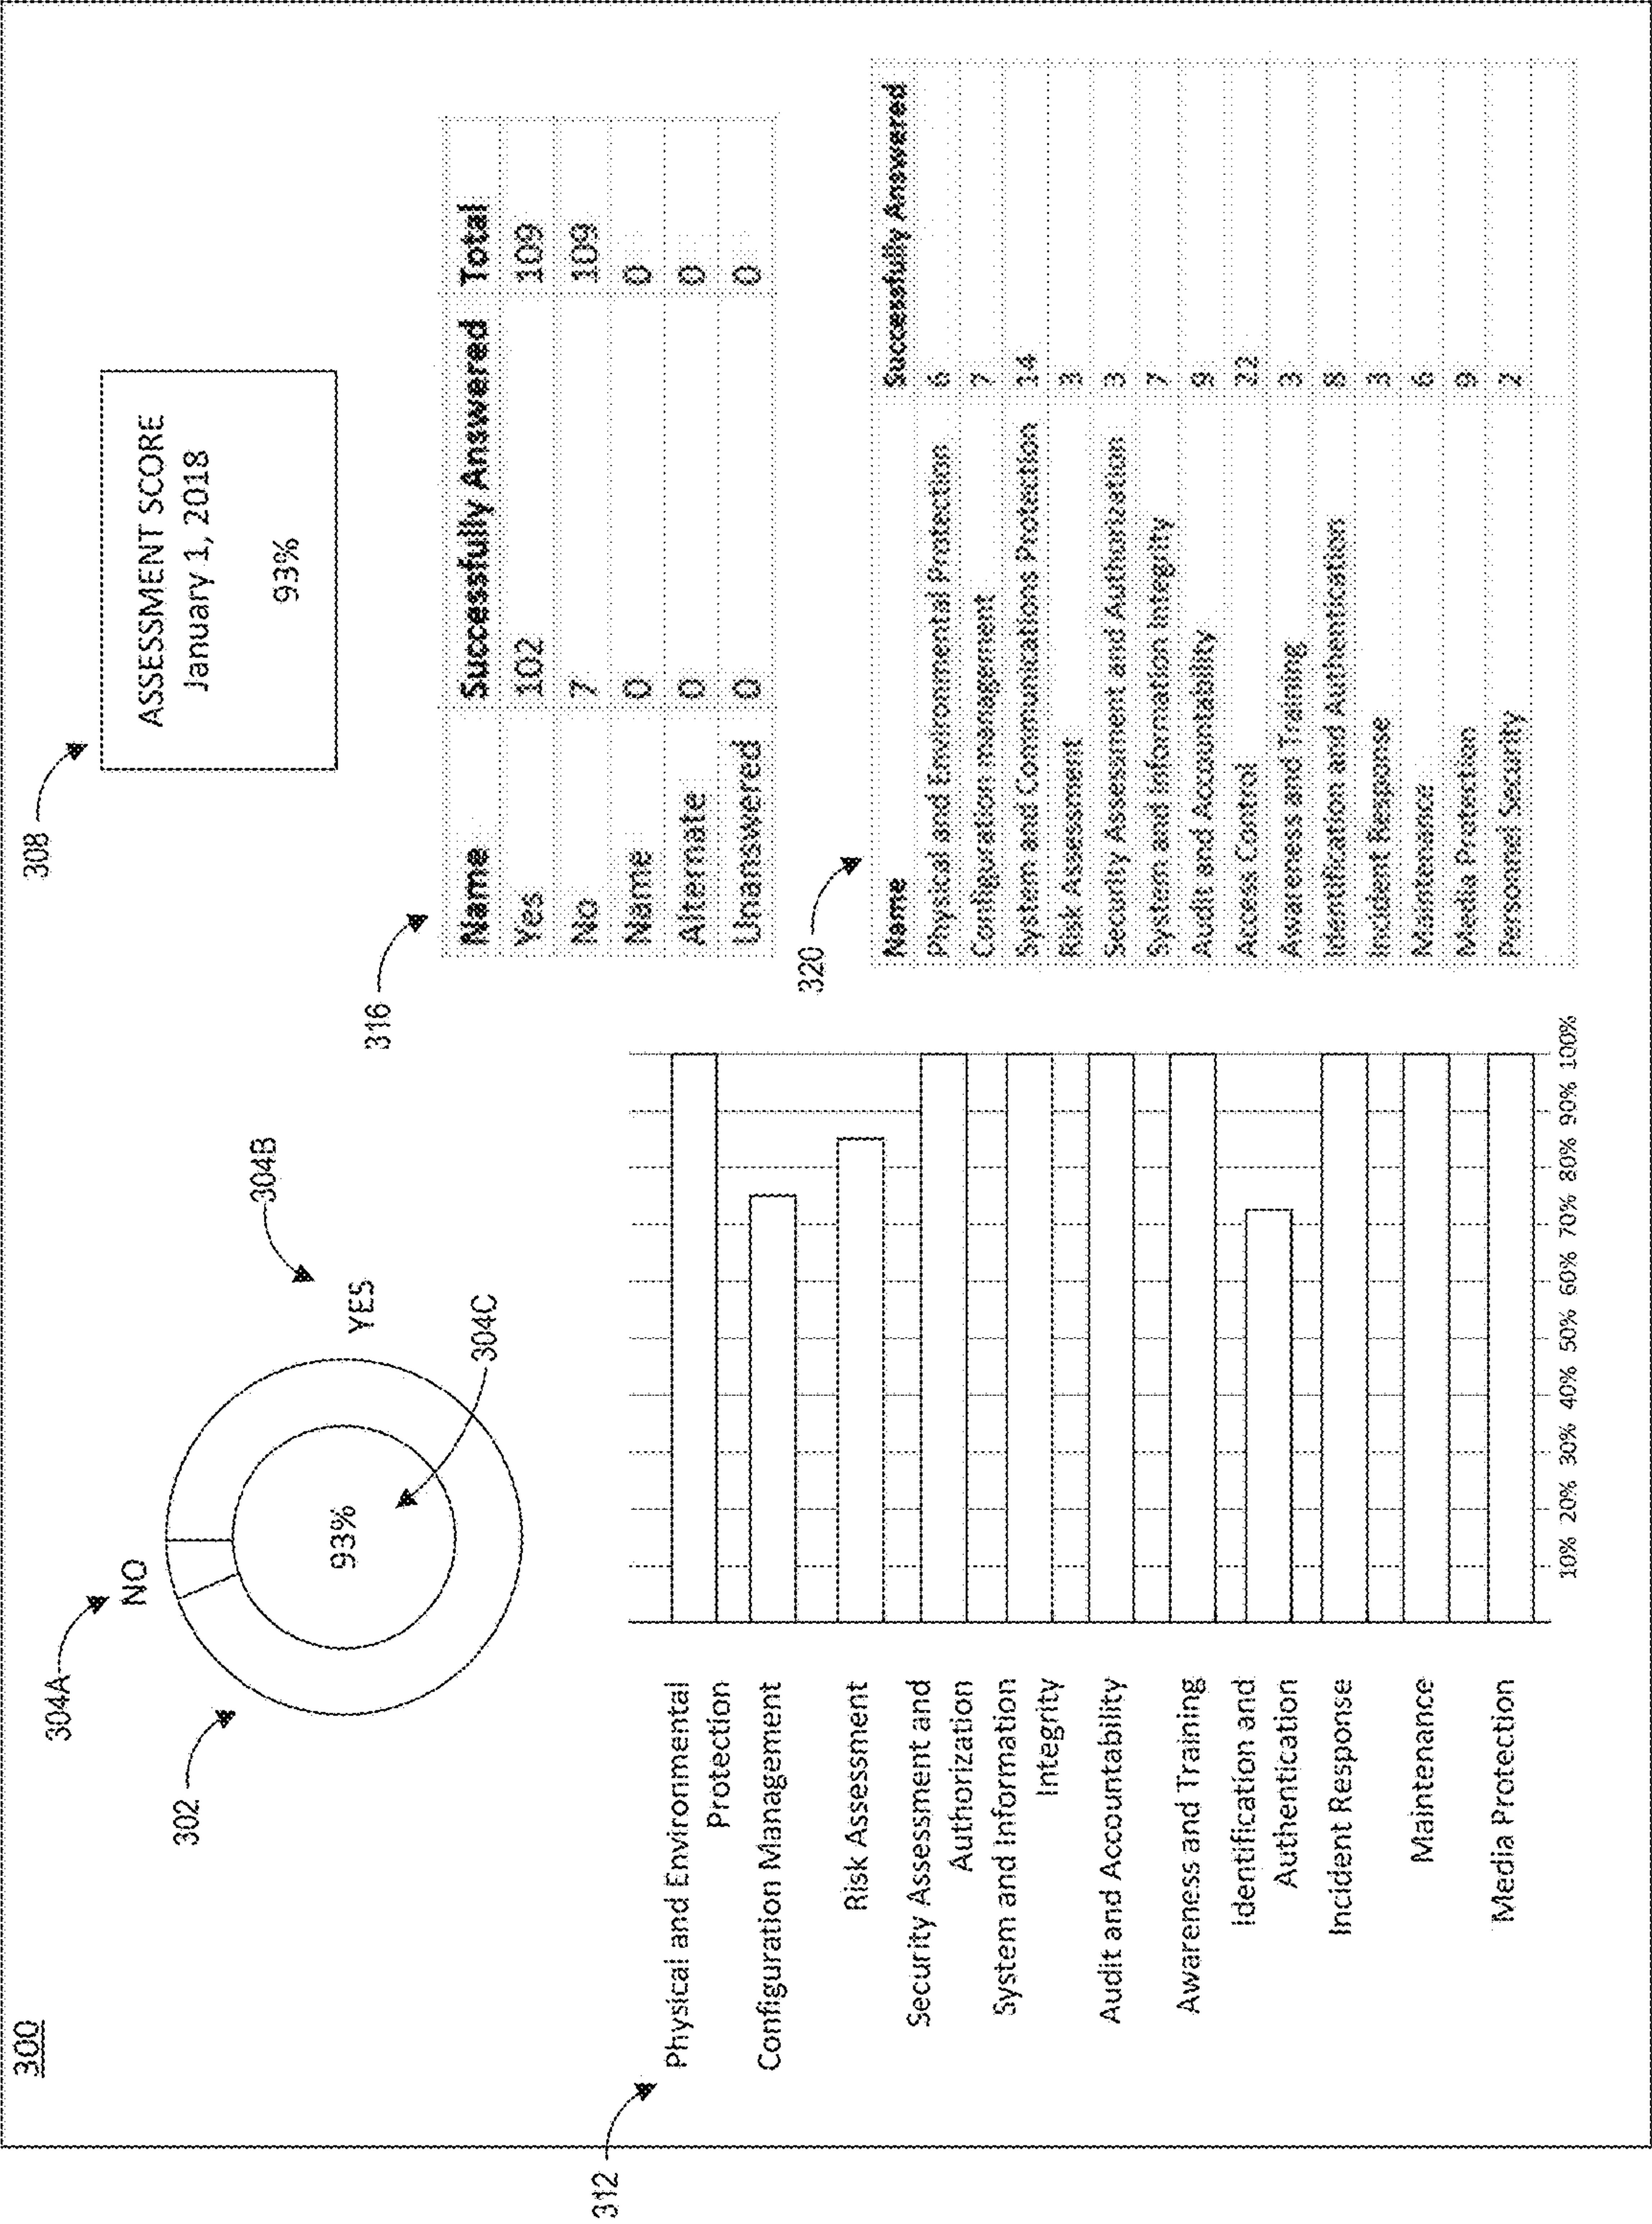 300
304A
NO
302
93%
304B
YES
304C
308
ASSESSMENT SCORE
January 1, 2018
93%
316
Name Successfully Answered Total
Yes 102 109
No 7 109
Name 0 0
Alternate 0 0
Unanswered 0 0
312
Physical and Environmental
Protection
Configuration Management
Risk Assessment
Security Assessment and
Authorization
System and Information
Integrity
Audit and Accountability
Awareness and Training
Identification and
Authentication
Incident Response
Maintenance
Media Protection
10% 20% 30% 40% 50% 60% 70% 80% 90% 100%
320
Name Successfully Answered
Physical and Environmental Protection 6
Configuration management 7
System and Communications Protection 14
Risk Assessment 3
Security Assessment and Authorization 3
System and Information Integrity 7
Audit and Accountability 9
Access Control 22
Awareness and Training 3
Identification and Authentication 8
Incident Response 3
Maintenance 6
Media Protection 9
Personnel Security 2